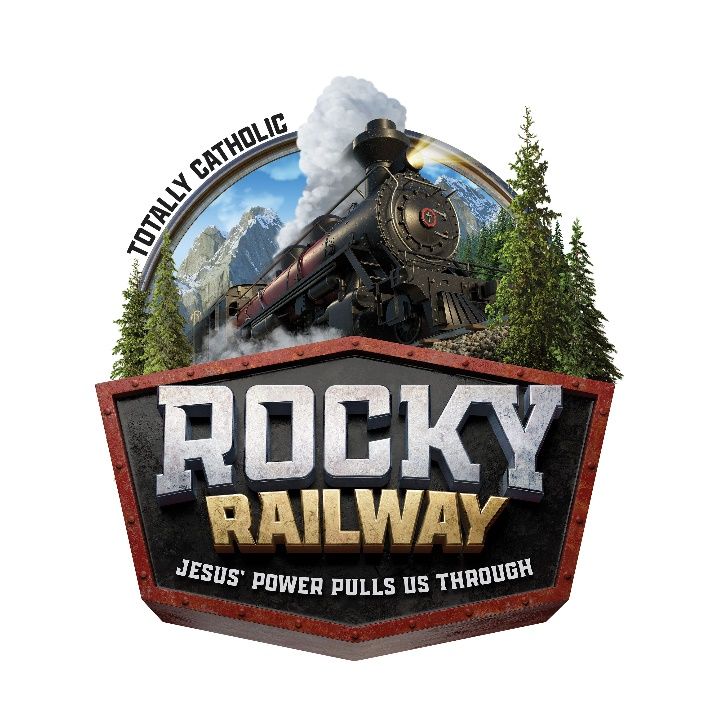 TOTALLY CATHOLIC
ROCKY
RAILWAY
JESUS' POWER PULLS US THROUGH